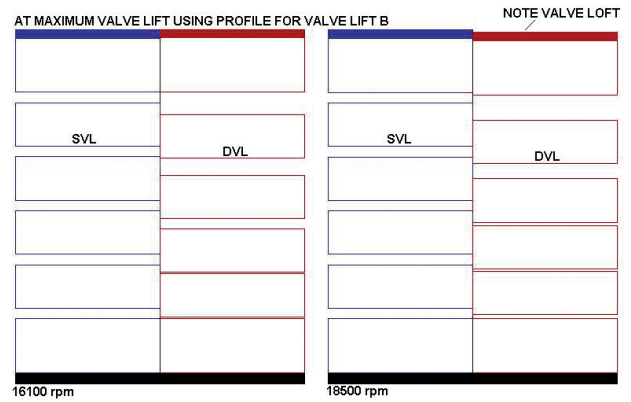 AT MAXIMUM VALVE LIFT USING PROFILE FOR VALVE LIFT B
NOTE VALVE LOFT
SVL
DVL
SVL
DVL
16100 rpm
18500 rpm